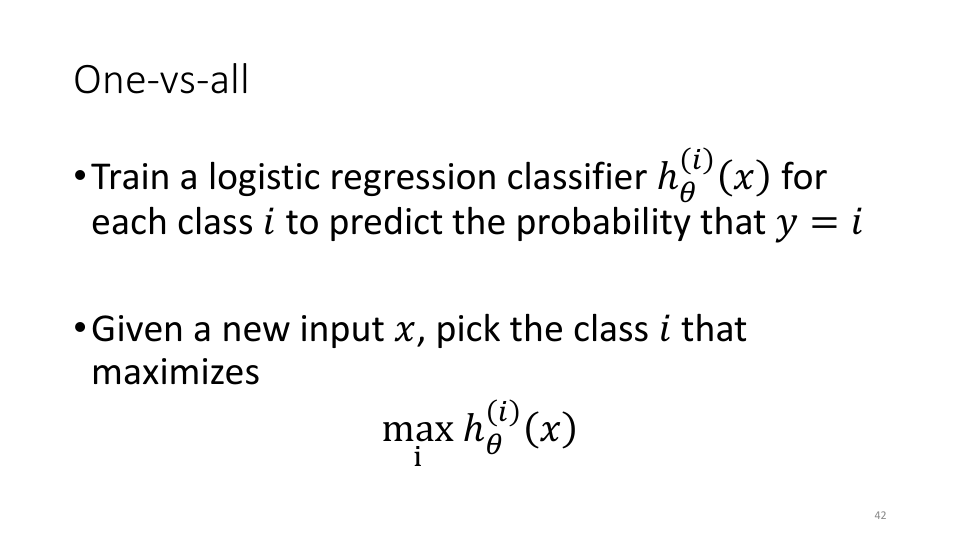 One-vs-all
•Train a logistic regression classifier $h_\theta^{(i)}(x)$ for
each class $i$ to predict the probability that $y = i$
•Given a new input $x$, pick the class $i$ that
maximizes
$\max_{\mathrm{i}} h_\theta^{(i)}(x)$
42